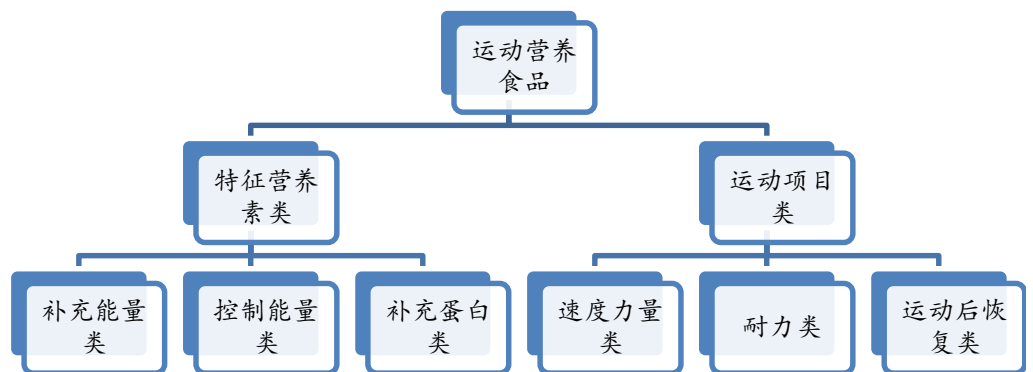 运动营养
食品
特征营养
素类
运动项目
类
补充能量
类
控制能量
类
补充蛋白
类
速度力量
类
耐力类
运动后恢
复类